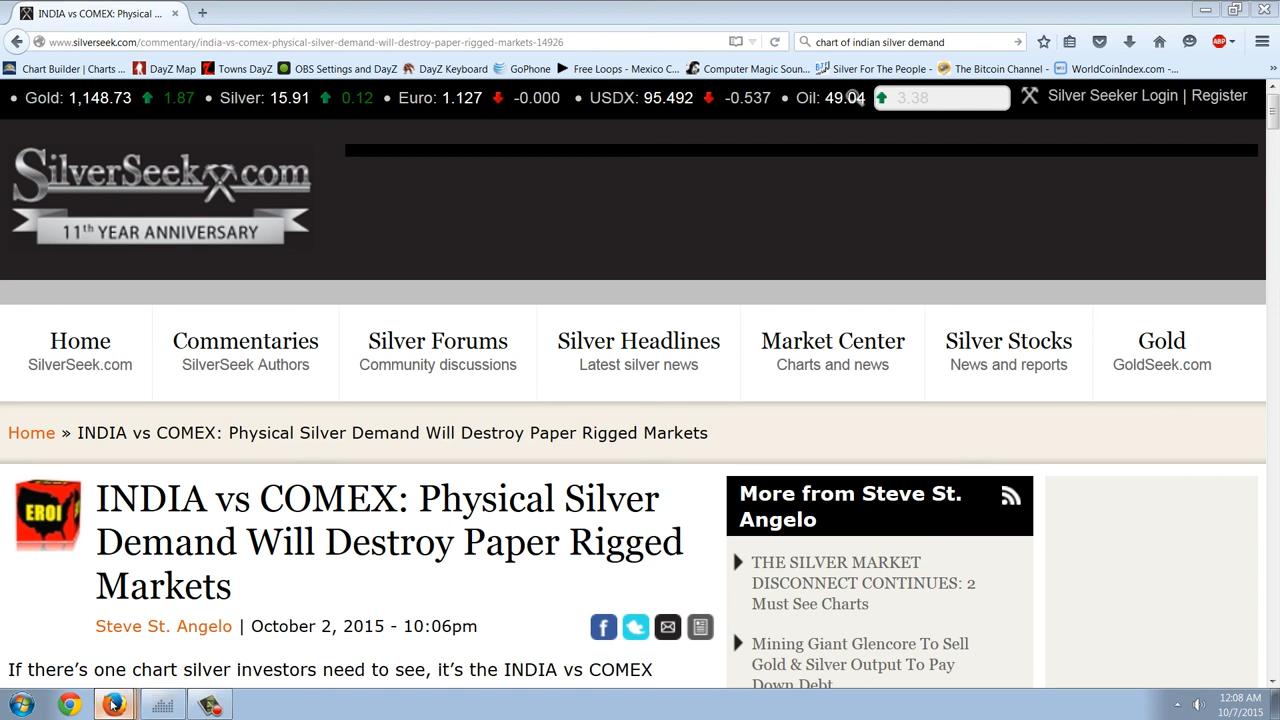 INDIA vs COMEX: Physical ...
www.silverseek.com/commentary/india-vs-comex-physical-silver-demand-will-destroy-paper-rigged-markets-14926
chart of indian silver demand
ABP
Chart Builder | Charts ...
DayZ Map
Towns DayZ
OBS Settings and DayZ
DayZ Keyboard
GoPhone
Free Loops - Mexico C...
Computer Magic Soun...
Silver For The People - ...
The Bitcoin Channel - ...
WorldCoinIndex.com -...
• Gold: 1,148.73 1.87 • Silver: 15.91 0.12 • Euro: 1.127 -0.000 • USDX: 95.492 -0.537 • Oil: 49.04 3.38
Silver Seeker Login | Register
SilverSeek.com
11th YEAR ANNIVERSARY
Home
SilverSeek.com
Commentaries
SilverSeek Authors
Silver Forums
Community discussions
Silver Headlines
Latest silver news
Market Center
Charts and news
Silver Stocks
News and reports
Gold
GoldSeek.com
Home » INDIA vs COMEX: Physical Silver Demand Will Destroy Paper Rigged Markets
EROI
INDIA vs COMEX: Physical Silver
Demand Will Destroy Paper Rigged
Markets
Steve St. Angelo | October 2, 2015 - 10:06pm
If there's one chart silver investors need to see, it's the INDIA vs COMEX
More from Steve St.
Angelo
THE SILVER MARKET
DISCONNECT CONTINUES: 2
Must See Charts
Mining Giant Glencore To Sell
Gold & Silver Output To Pay
Down Debt
12:08 AM
10/7/2015